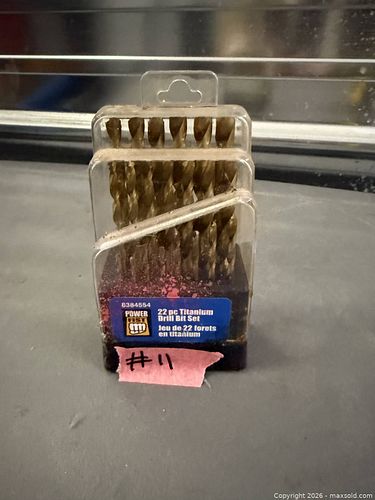 6384554
POWER
FIST
22 pc Titanium
Drill Bit Set
Jeu de 22 forets
en titanium
#11
Copyright 2026 - maxsold.com